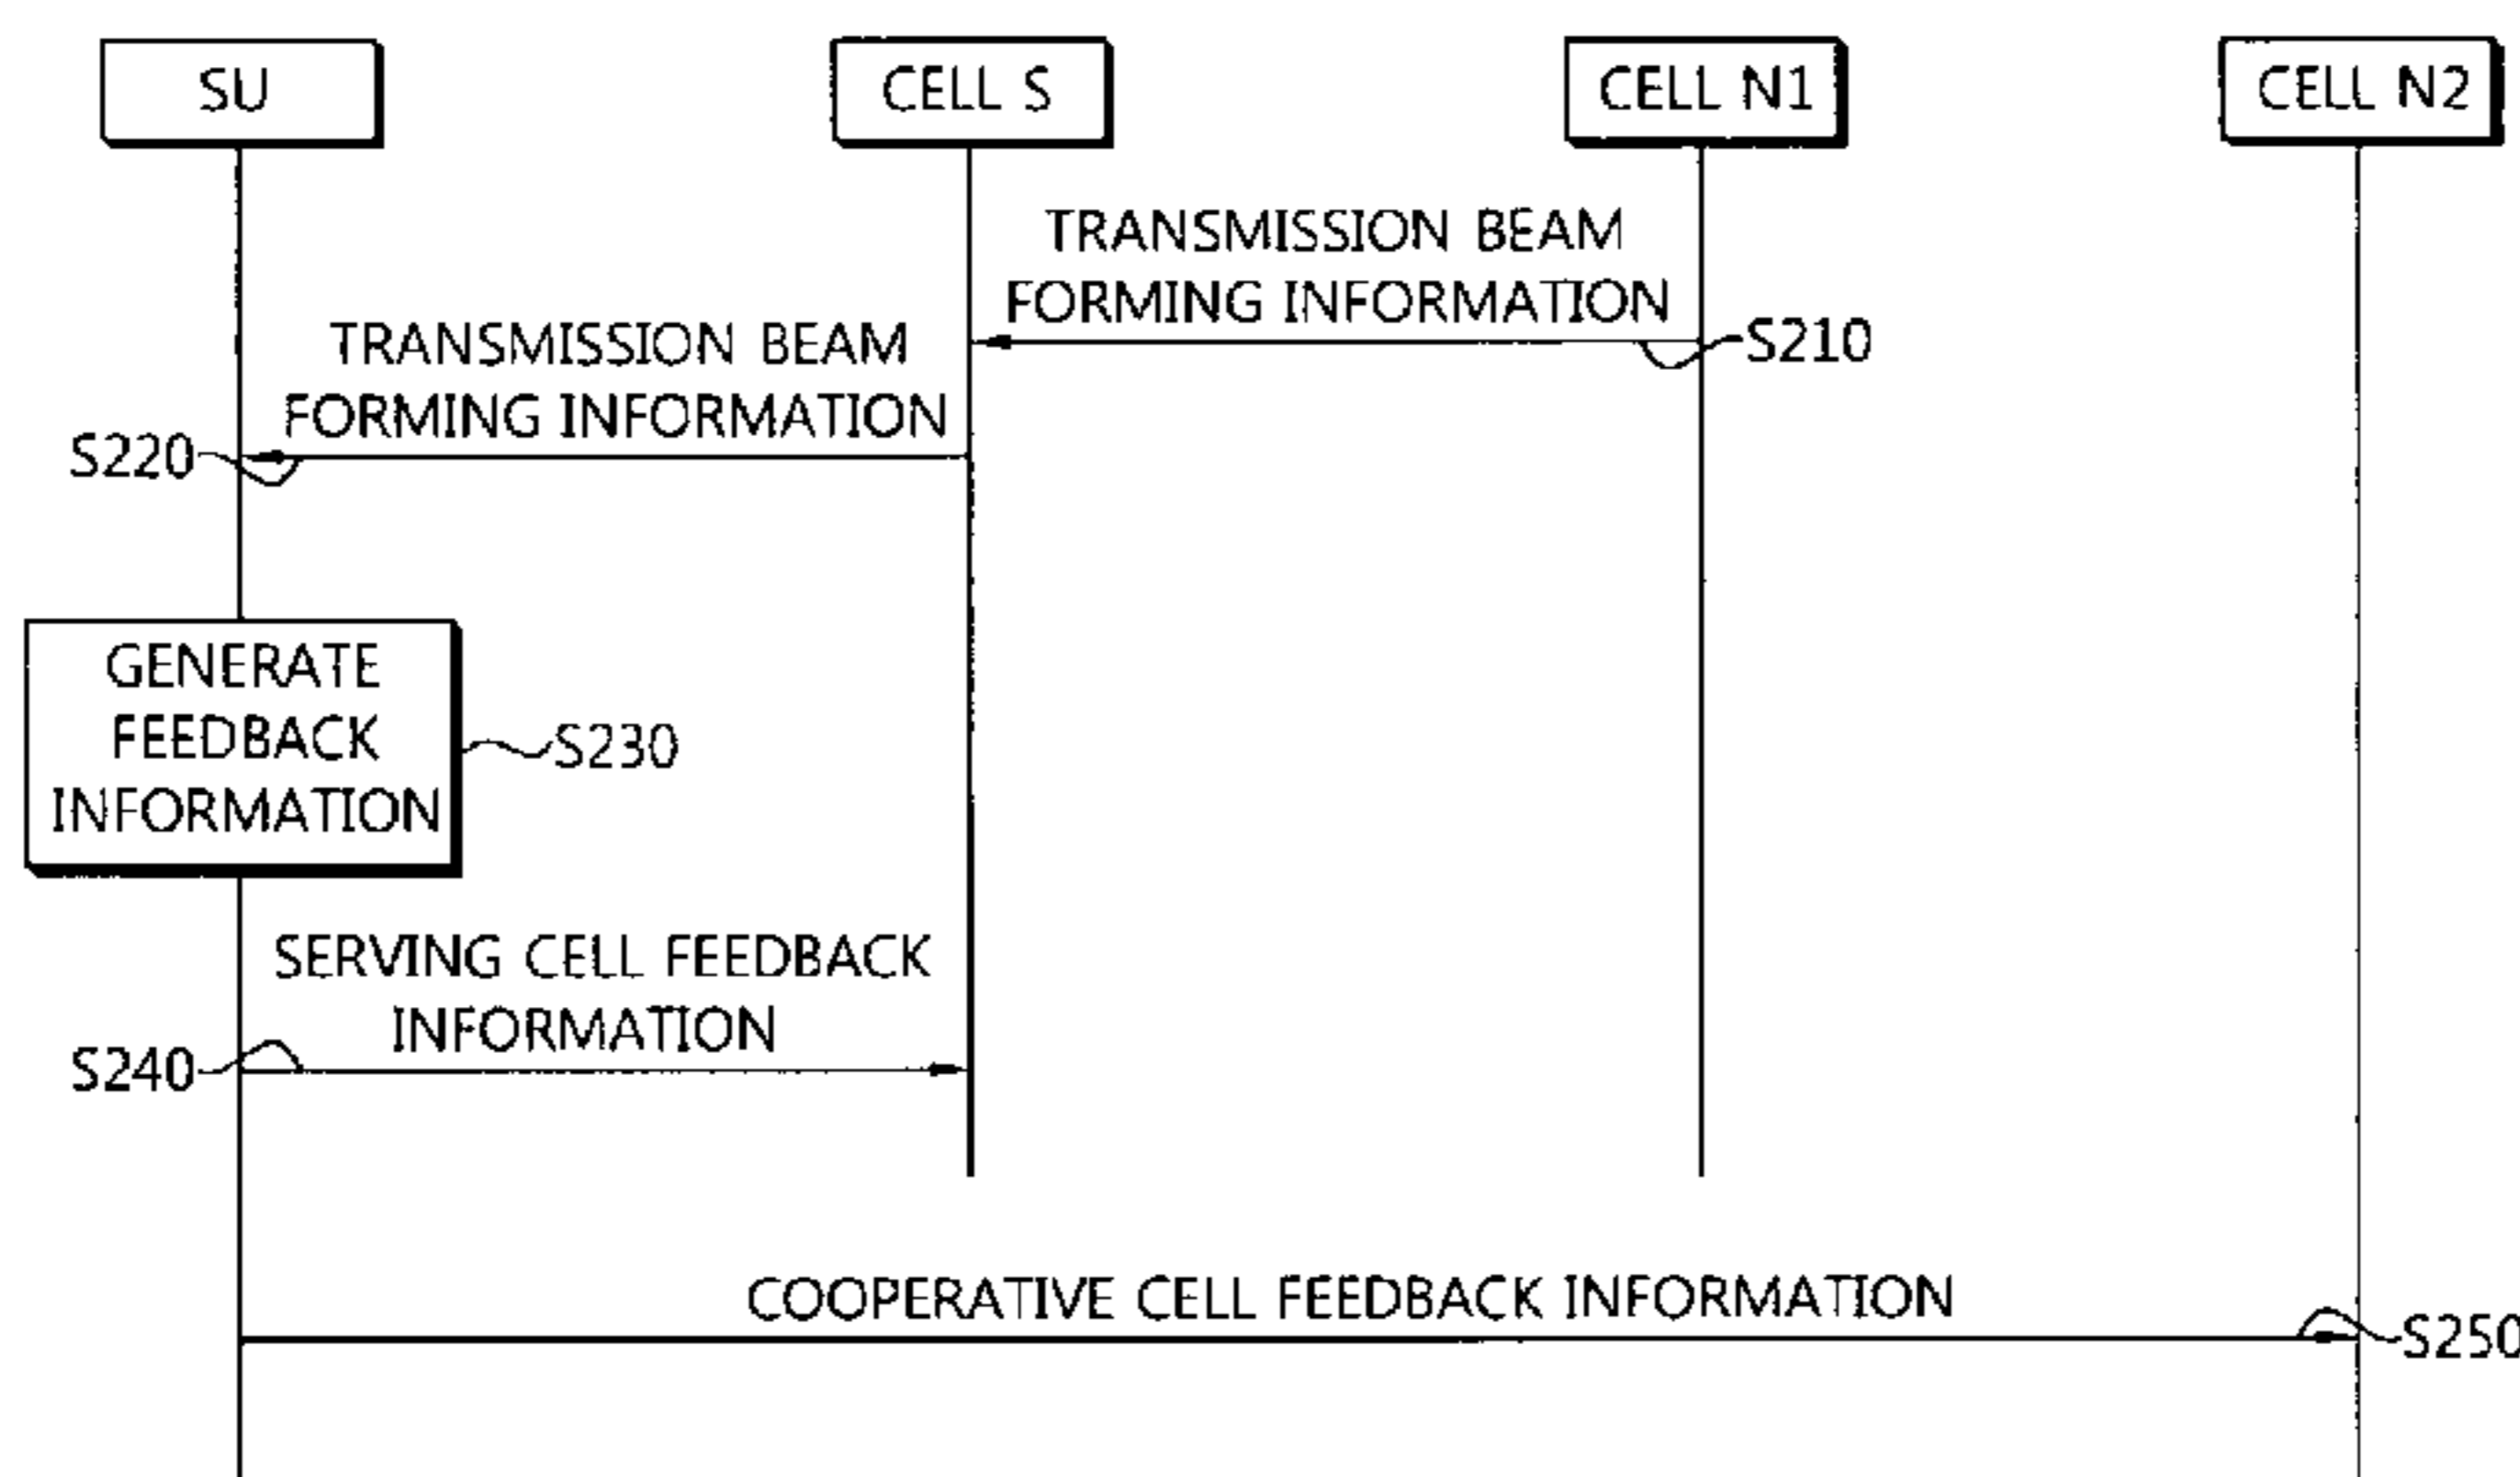 SU
CELL S
CELL N1
CELL N2
TRANSMISSION BEAM
FORMING INFORMATION
S210
TRANSMISSION BEAM
FORMING INFORMATION
S220
GENERATE
FEEDBACK
INFORMATION
S230
SERVING CELL FEEDBACK
INFORMATION
S240
COOPERATIVE CELL FEEDBACK INFORMATION
S250